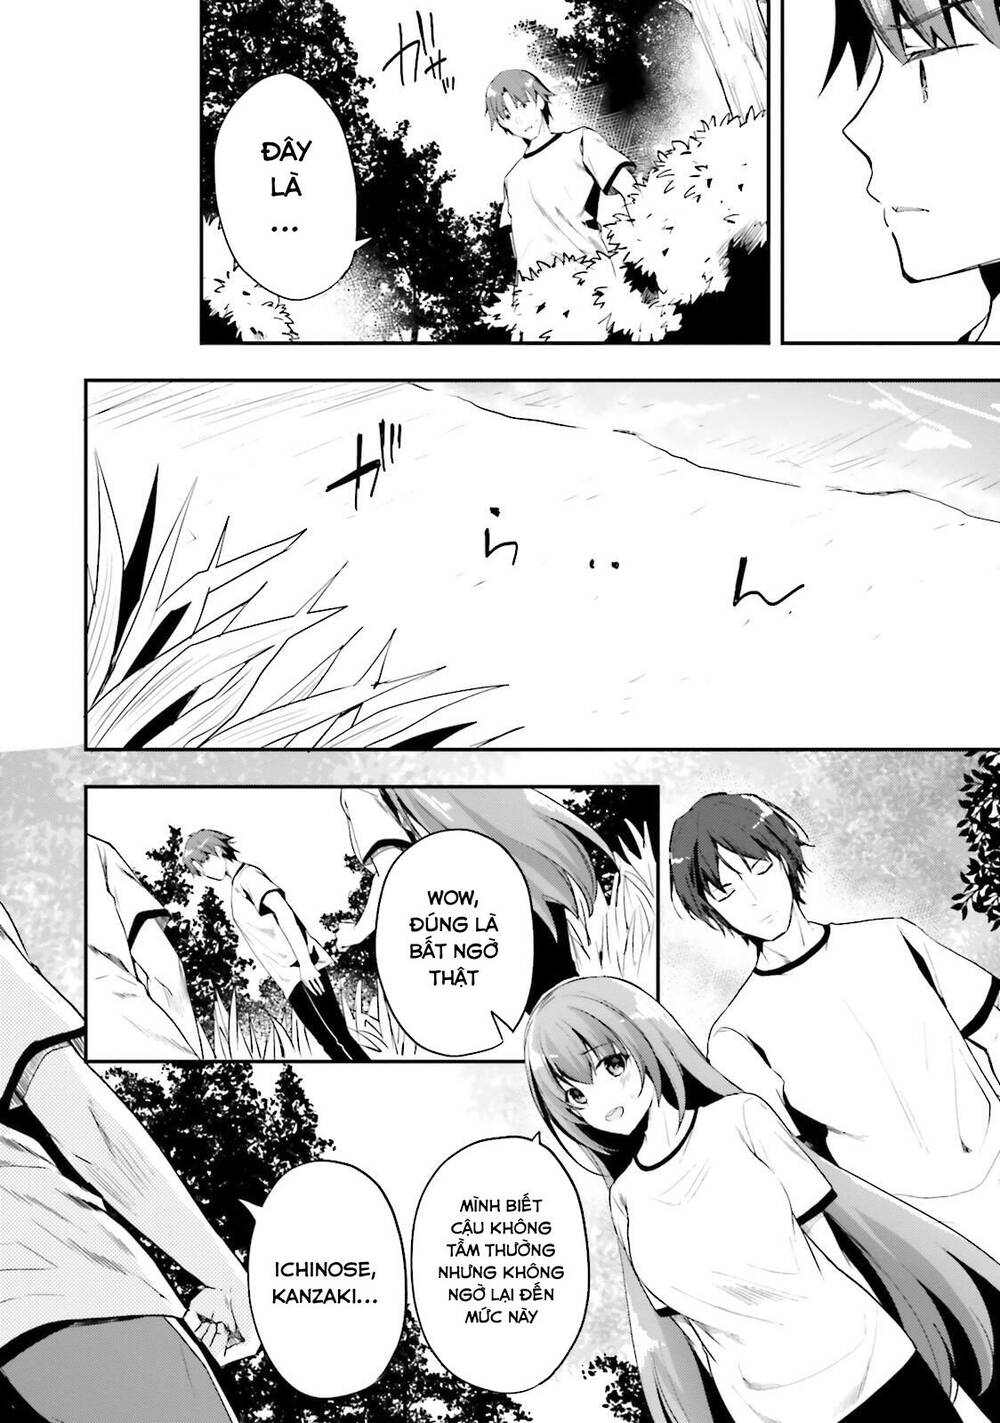 ガサッ
ĐÂY
LÀ
...
ガ
ら
‥
ん
WOW,
ĐÚNG LÀ
BẤT NGỜ
THẬT
MÌNH BIẾT
CẬU KHÔNG
TẦM THƯỜNG
NHƯNG KHÔNG
NGỜ LẠI ĐẾN
MỨC NÀY
ICHINOSE,
KANZAKI...